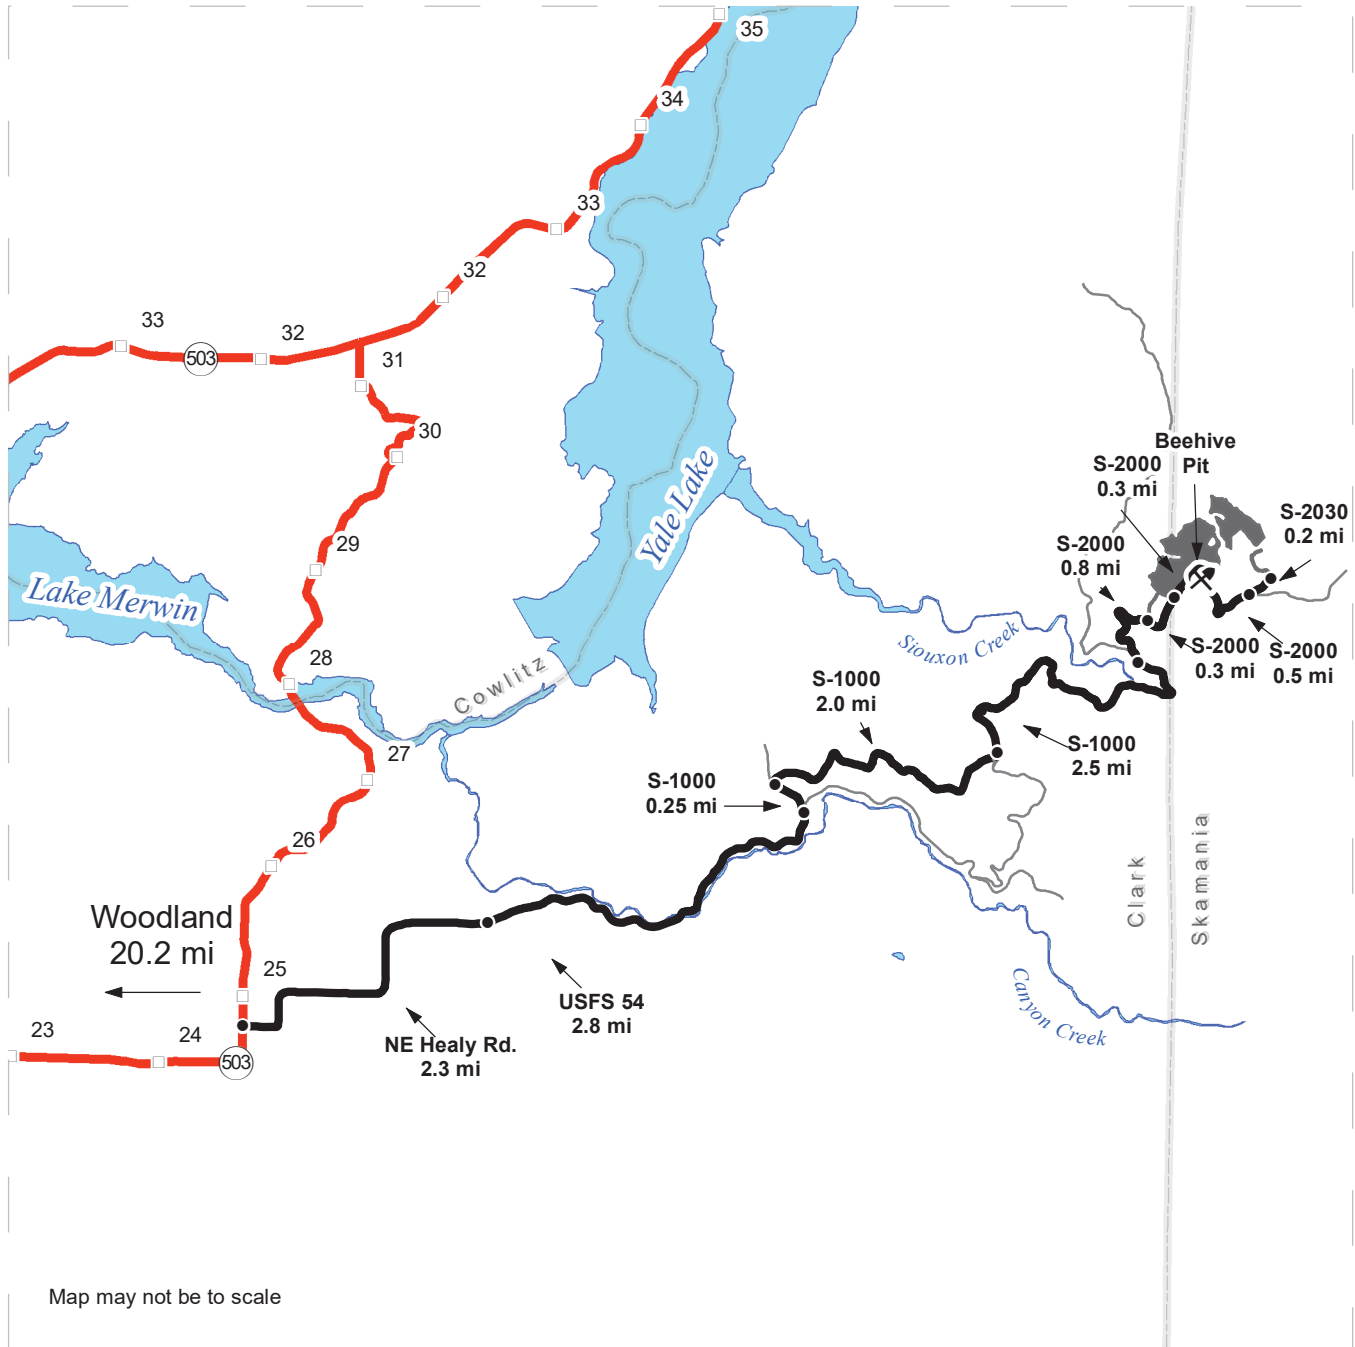 35
34
33
32
33
32
503
31
30
Beehive
Pit
S-2000
0.3 mi
S-2030
0.2 mi
Yale Lake
29
S-2000
0.8 mi
Lake Merwin
Siouxon Creek
S-2000
0.3 mi
S-2000
0.5 mi
28
Cowlitz
S-1000
2.0 mi
27
S-1000
2.5 mi
S-1000
0.25 mi
26
Clark
Skamania
Woodland
20.2 mi
25
USFS 54
2.8 mi
Canyon Creek
23
24
503
NE Healy Rd.
2.3 mi
Map may not be to scale